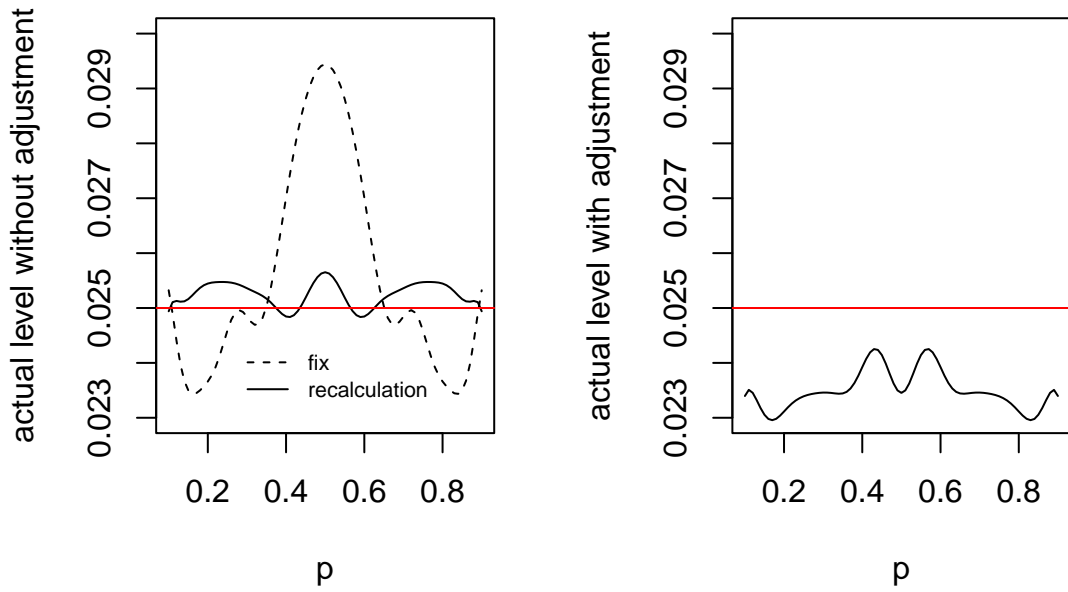 actual level without adjustment
0.029
0.027
0.025
0.023
fix
recalculation
0.2 0.4 0.6 0.8
p
actual level with adjustment
0.029
0.027
0.025
0.023
0.2 0.4 0.6 0.8
p